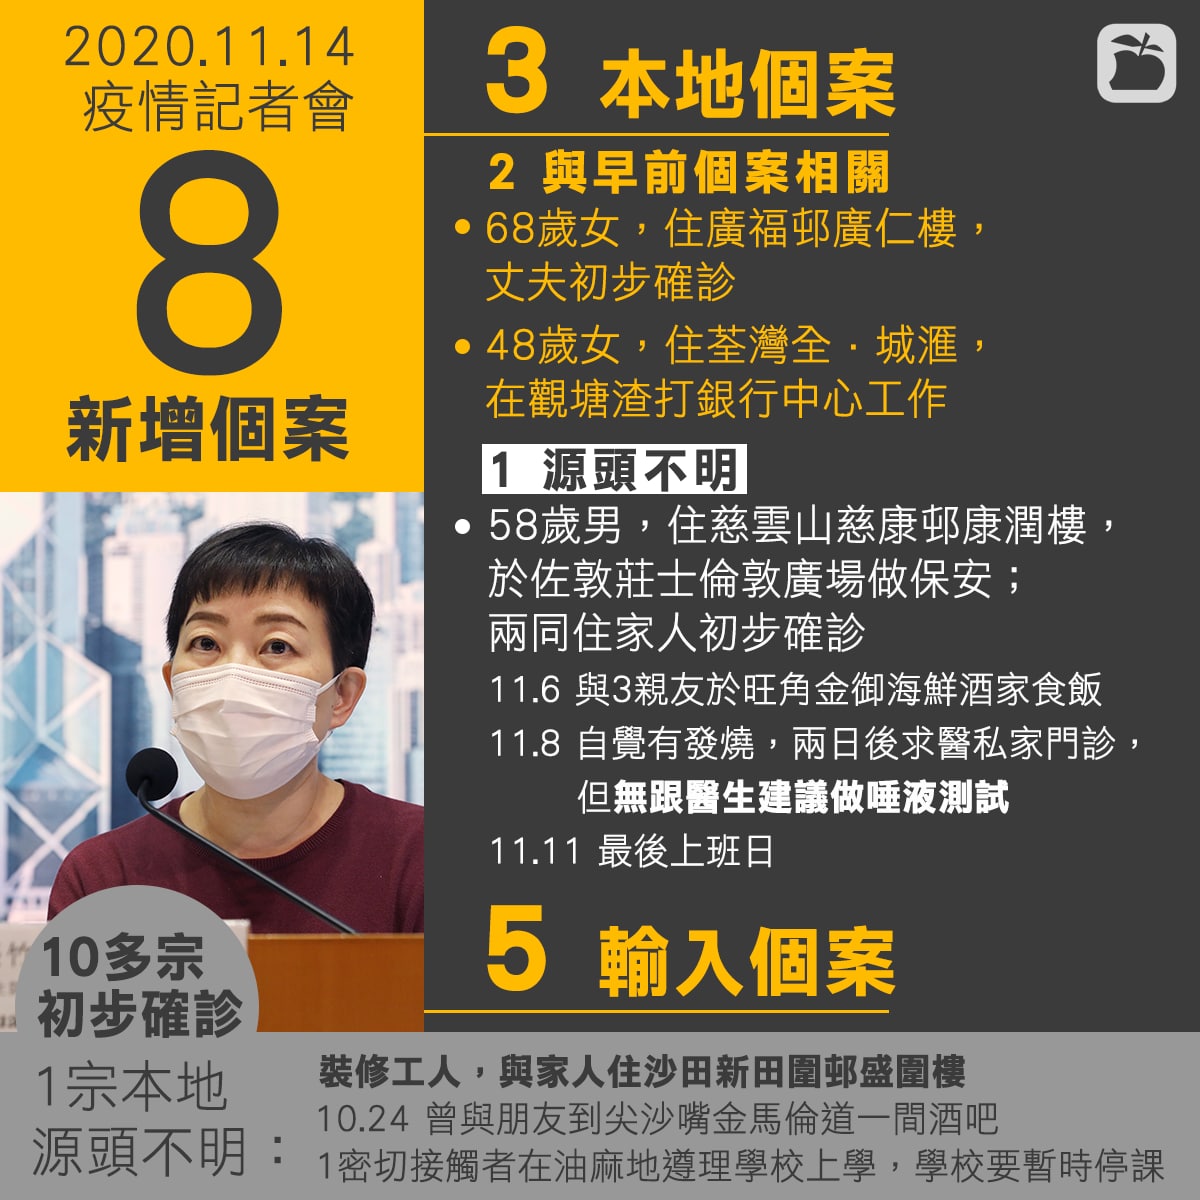 2020.11.14
疫情記者會
8
新增個案
3 本地個案
2 與早前個案相關
• 68歲女，住廣福邨廣仁樓，
丈夫初步確診
• 48歲女，住荃灣全．城滙，
在觀塘渣打銀行中心工作
1 源頭不明
• 58歲男，住慈雲山慈康邨康潤樓，
於佐敦莊士倫敦廣場做保安；
兩同住家人初步確診
11.6 與3親友於旺角金御海鮮酒家食飯
11.8 自覺有發燒，兩日後求醫私家門診，
但無跟醫生建議做唾液測試
11.11 最後上班日
5 輸入個案
竹
10多宗
初步確診
1宗本地
源頭不明：
裝修工人，與家人住沙田新田圍邨盛圍樓
10.24 曾與朋友到尖沙嘴金馬倫道一間酒吧
1密切接觸者在油麻地遵理學校上學，學校要暫時停課